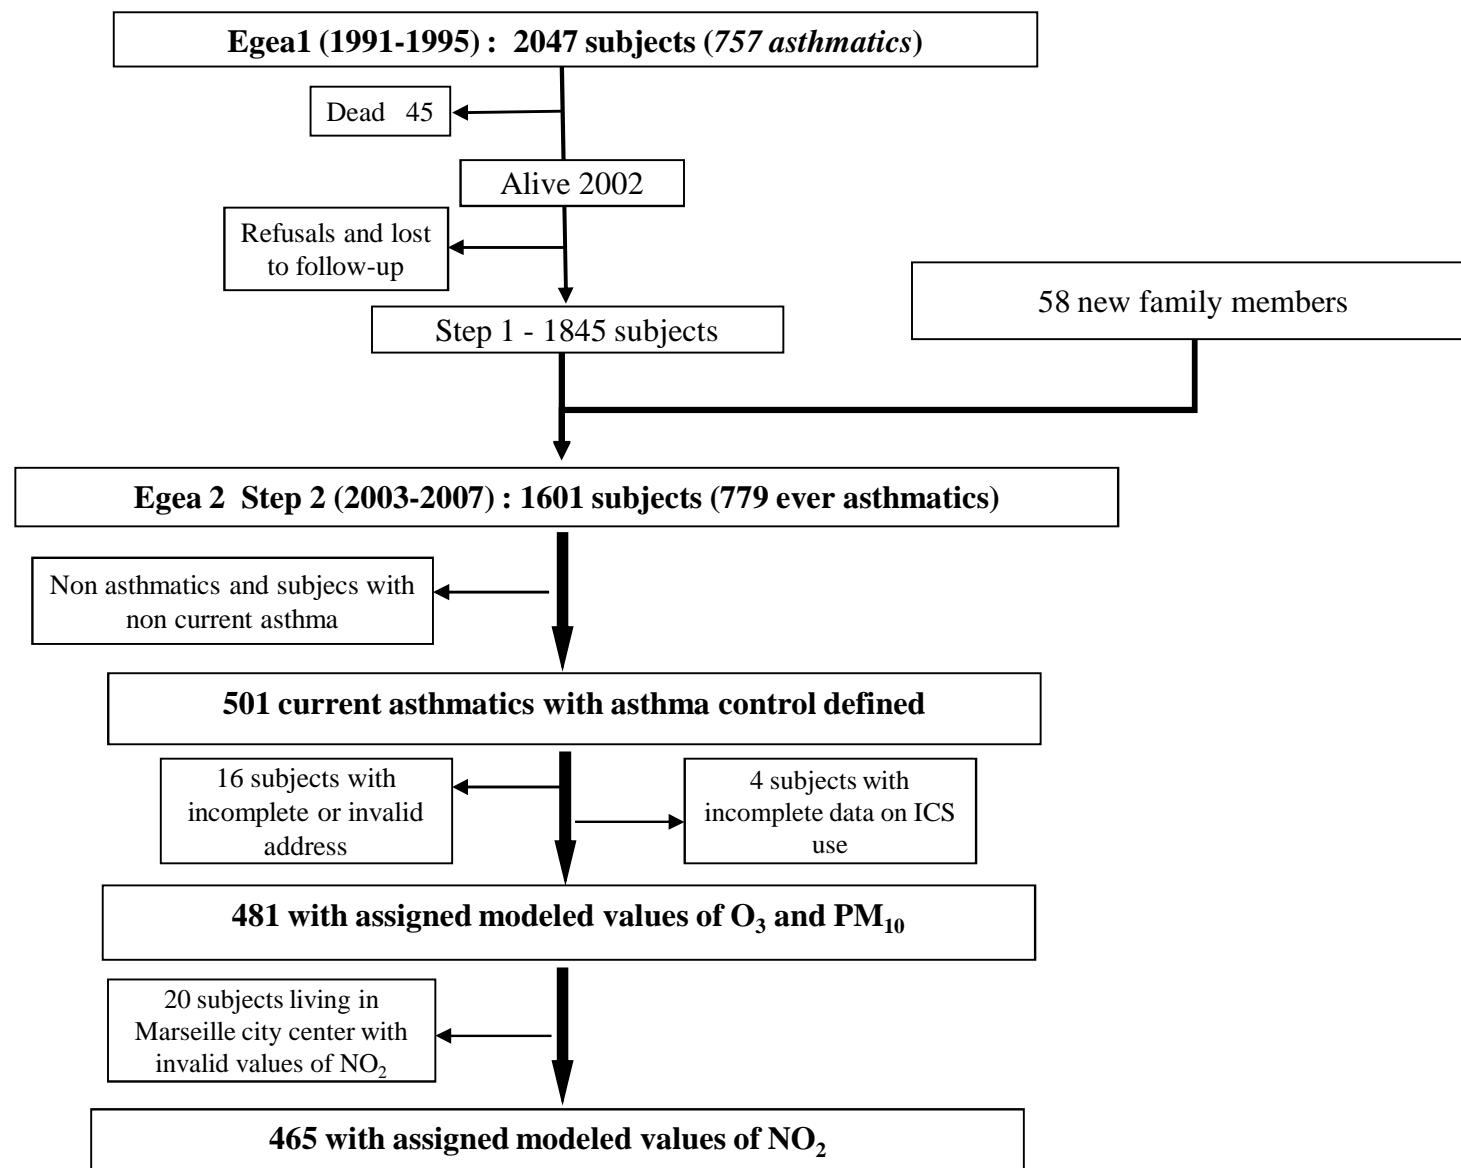 Egea1 (1991-1995) : 2047 subjects (757 asthmatics)
Dead 45
Alive 2002
Refusals and lost
to follow-up
58 new family members
Step 1 - 1845 subjects
Egea 2 Step 2 (2003-2007) : 1601 subjects (779 ever asthmatics)
Non asthmatics and subjecs with
non current asthma
501 current asthmatics with asthma control defined
16 subjects with
incomplete or invalid
address
4 subjects with
incomplete data on ICS
use
481 with assigned modeled values of O₃ and PM₁₀
20 subjects living in
Marseille city center with
invalid values of NO₂
465 with assigned modeled values of NO₂